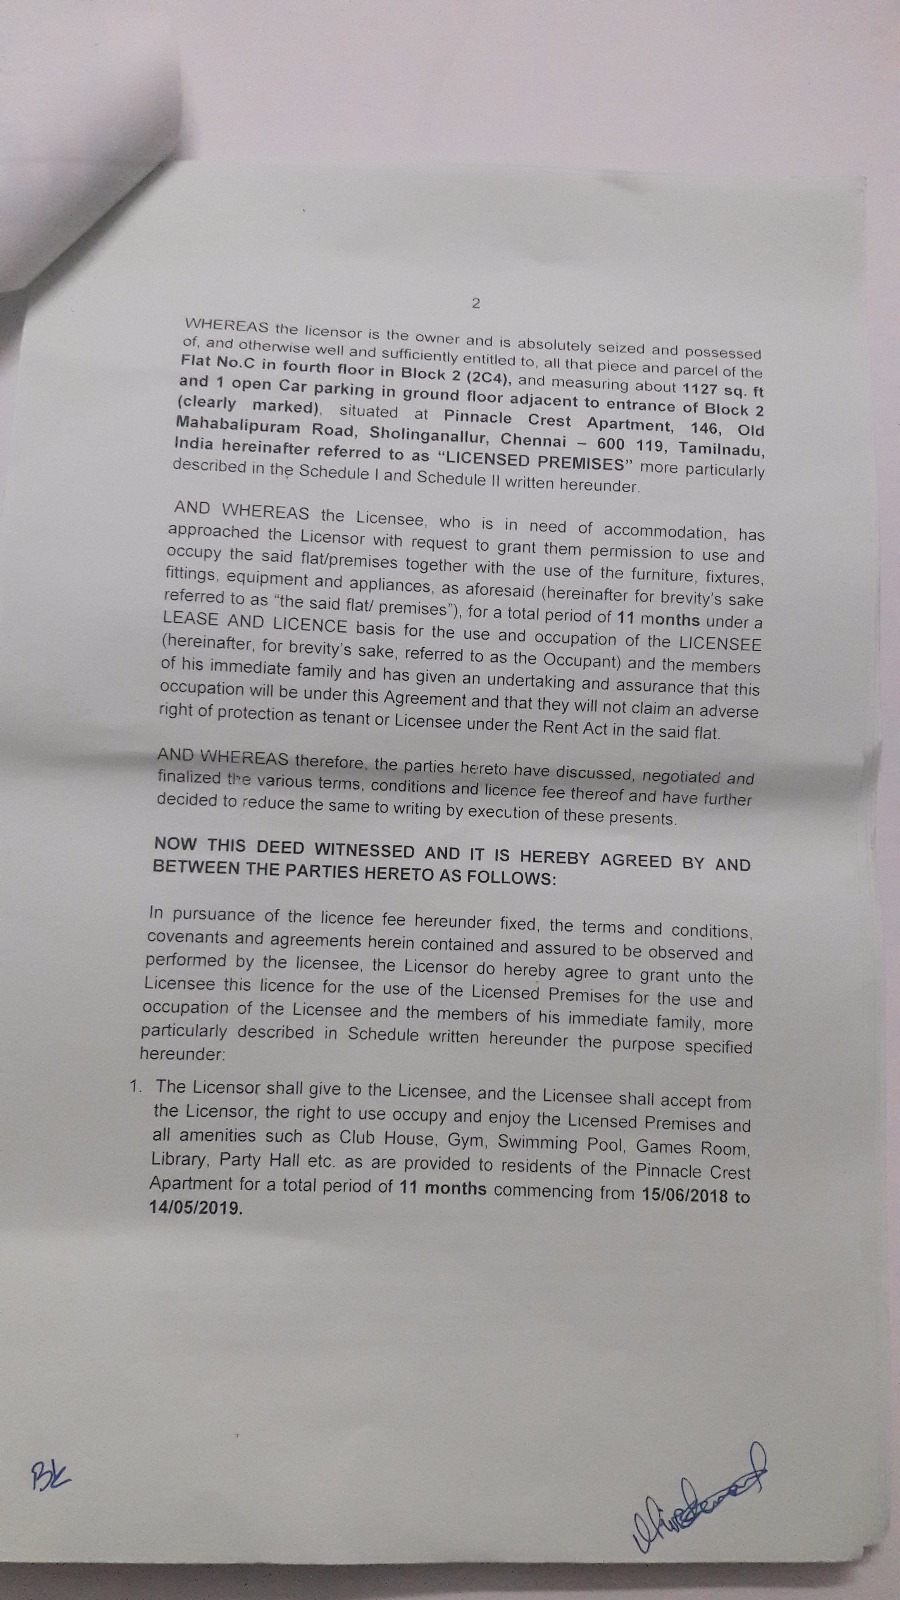 2
WHEREAS the licensor is the owner and is absolutely seized and possessed
of, and otherwise well and sufficiently entitled to, all that piece and parcel of the
Flat No.C in fourth floor in Block 2 (2C4), and measuring about 1127 sq. ft
and 1 open Car parking in ground floor adjacent to entrance of Block 2
(clearly marked), situated at Pinnacle Crest Apartment, 146, Old
Mahabalipuram Road, Sholinganallur, Chennai – 600 119, Tamilnadu,
India hereinafter referred to as “LICENSED PREMISES” more particularly
described in the Schedule I and Schedule II written hereunder.
AND WHEREAS the Licensee, who is in need of accommodation, has
approached the Licensor with request to grant them permission to use and
occupy the said flat/premises together with the use of the furniture, fixtures,
fittings, equipment and appliances, as aforesaid (hereinafter for brevity's sake
referred to as “the said flat/ premises”), for a total period of 11 months under a
LEASE AND LICENCE basis for the use and occupation of the LICENSEE
(hereinafter, for brevity's sake, referred to as the Occupant) and the members
of his immediate family and has given an undertaking and assurance that this
occupation will be under this Agreement and that they will not claim an adverse
right of protection as tenant or Licensee under the Rent Act in the said flat.
AND WHEREAS therefore, the parties hereto have discussed, negotiated and
finalized the various terms, conditions and licence fee thereof and have further
decided to reduce the same to writing by execution of these presents.
NOW THIS DEED WITNESSED AND IT IS HEREBY AGREED BY AND
BETWEEN THE PARTIES HERETO AS FOLLOWS:
In pursuance of the licence fee hereunder fixed, the terms and conditions,
covenants and agreements herein contained and assured to be observed and
performed by the licensee, the Licensor do hereby agree to grant unto the
Licensee this licence for the use of the Licensed Premises for the use and
occupation of the Licensee and the members of his immediate family, more
particularly described in Schedule written hereunder the purpose specified
hereunder:
1. The Licensor shall give to the Licensee, and the Licensee shall accept from
the Licensor, the right to use occupy and enjoy the Licensed Premises and
all amenities such as Club House, Gym, Swimming Pool, Games Room,
Library, Party Hall etc. as are provided to residents of the Pinnacle Crest
Apartment for a total period of 11 months commencing from 15/06/2018 to
14/05/2019.
BK